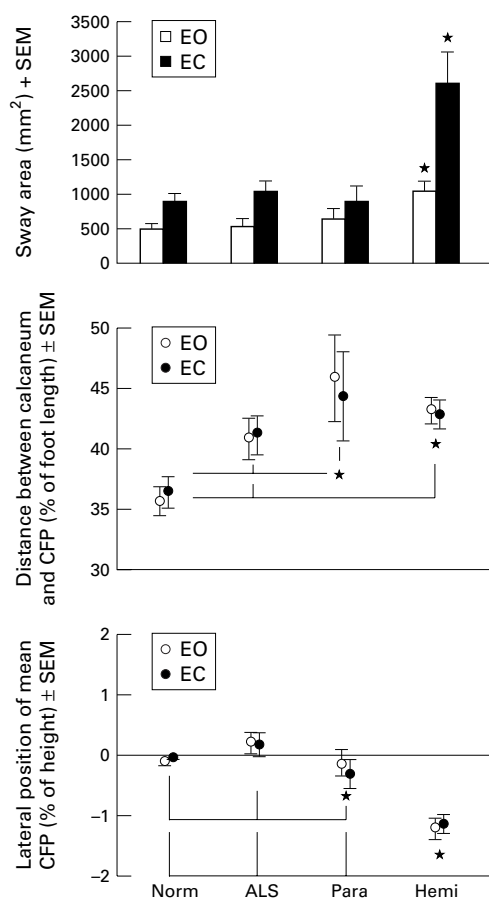 3500
3000
2500
2000
1500
1000
500
0
Sway area (mm²) + SEM
EO
EC
★
★
50
45
40
35
30
Distance between calcaneum
and CFP (% of foot length) ± SEM
EO
EC
★
★
2
1
0
−1
−2
Lateral position of mean
CFP (% of height) ± SEM
EO
EC
★
★
Norm ALS Para Hemi